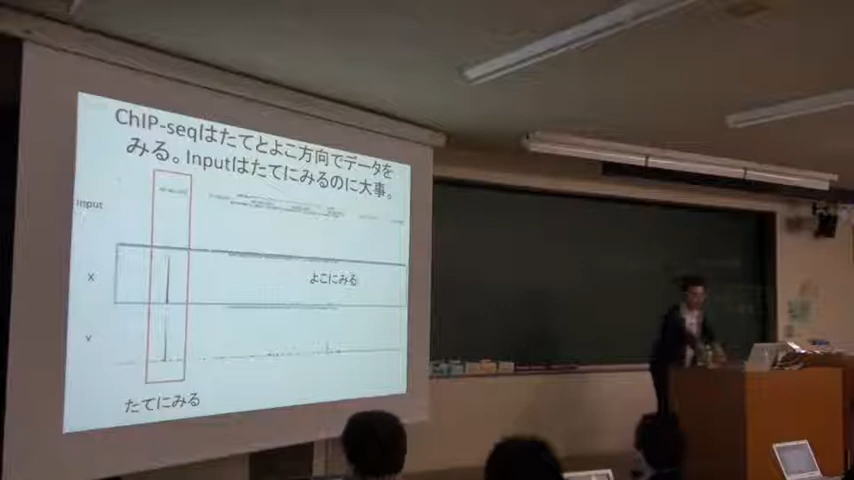 ChIP-seqはたてとよこ方向でデータを
みる。Inputはたてにみるのに大事。
Input
X
よこにみる
Y
たてにみる